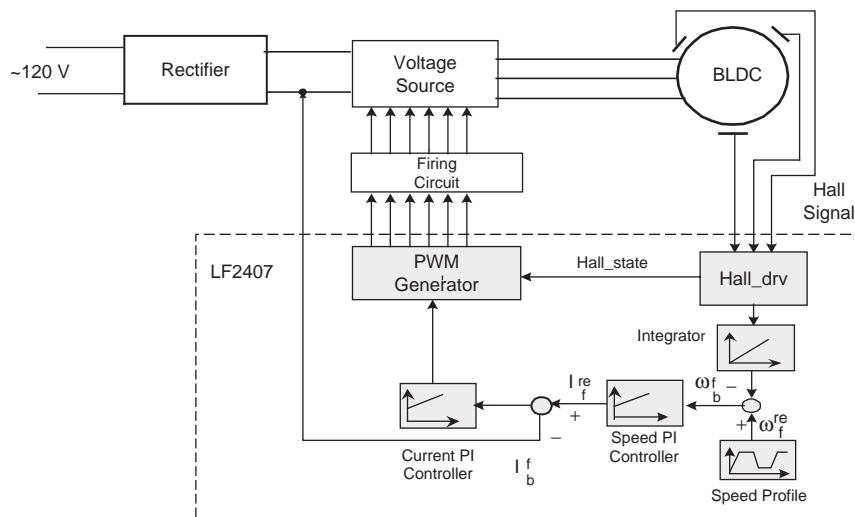 ~120 V
Rectifier
Voltage
Source
BLDC
Firing
Circuit
Hall
Signal
LF2407
PWM
Generator
Hall_state
Hall_drv
Integrator
I re f
+
ω f b
−
+
ω re f
−
Current PI
Controller
I f b
Speed PI
Controller
Speed Profile